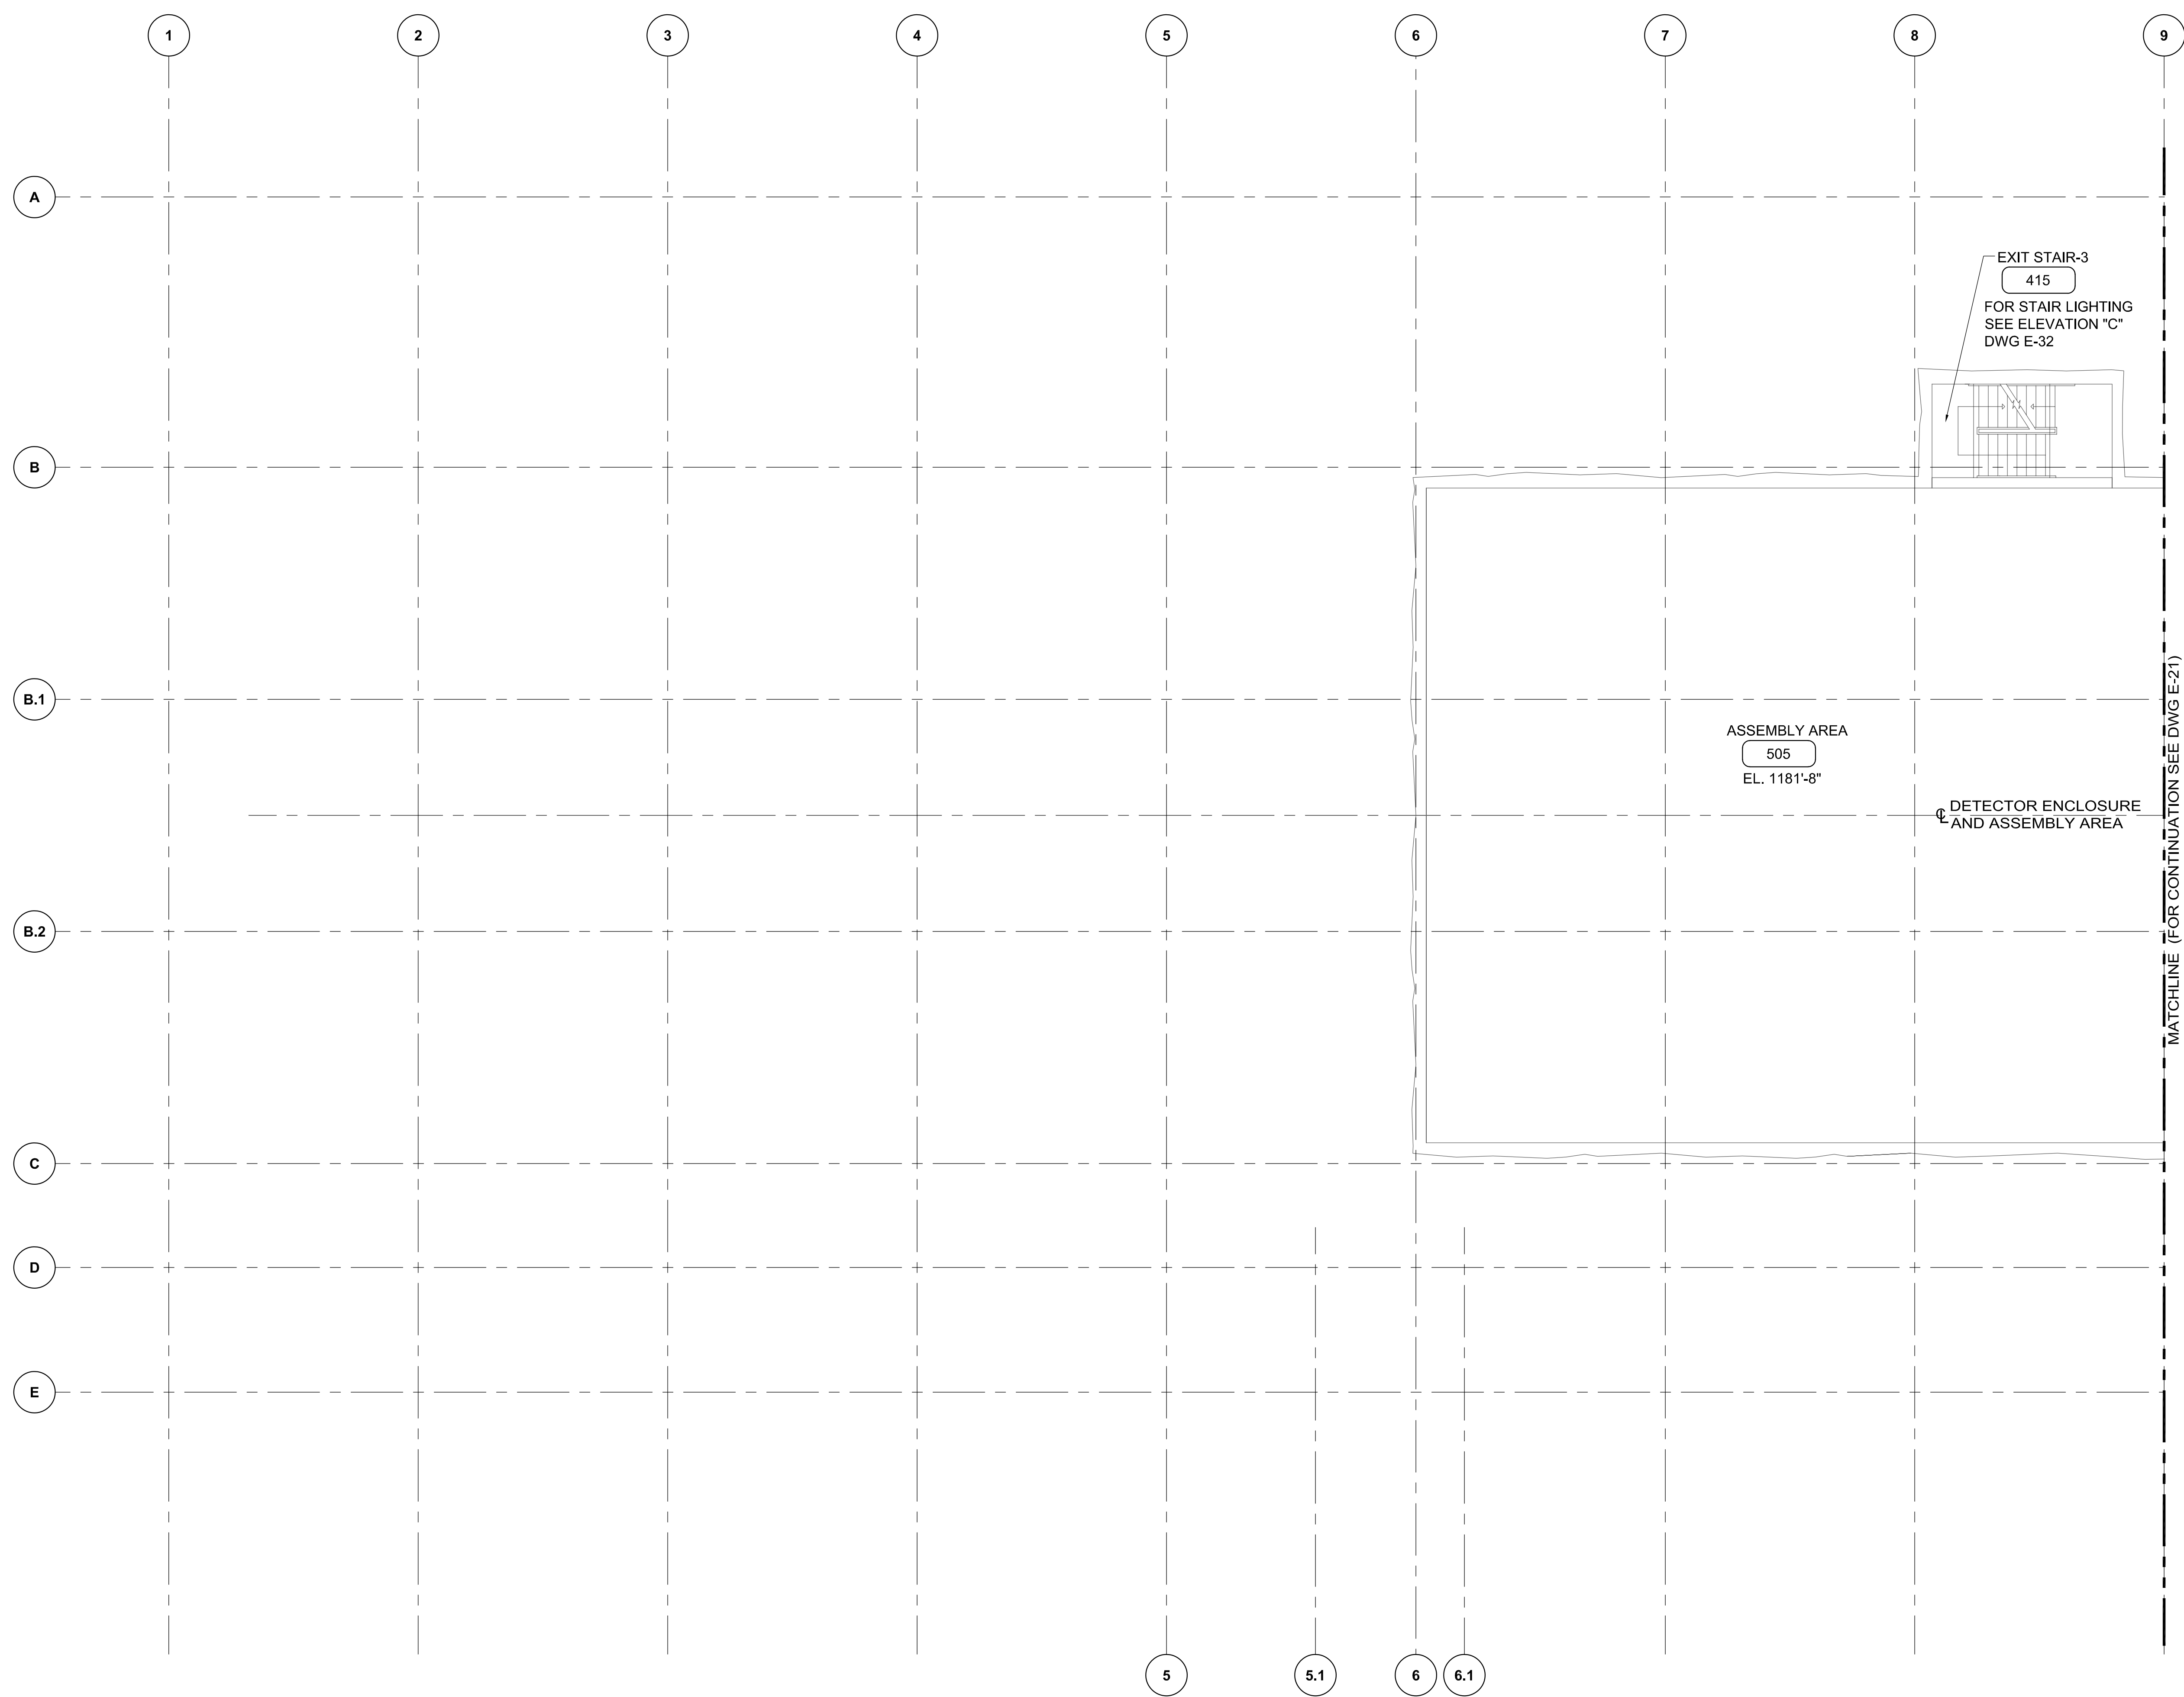 1 2 3 4 5 6 7 8 9
A
EXIT STAIR-3
415
FOR STAIR LIGHTING
SEE ELEVATION "C"
DWG E-32
B
B.1
ASSEMBLY AREA
505
EL. 1181'-8"
℄ DETECTOR ENCLOSURE
AND ASSEMBLY AREA
MATCHLINE (FOR CONTINUATION SEE DWG E-21)
B.2
C
D
E
5 5.1 6 6.1